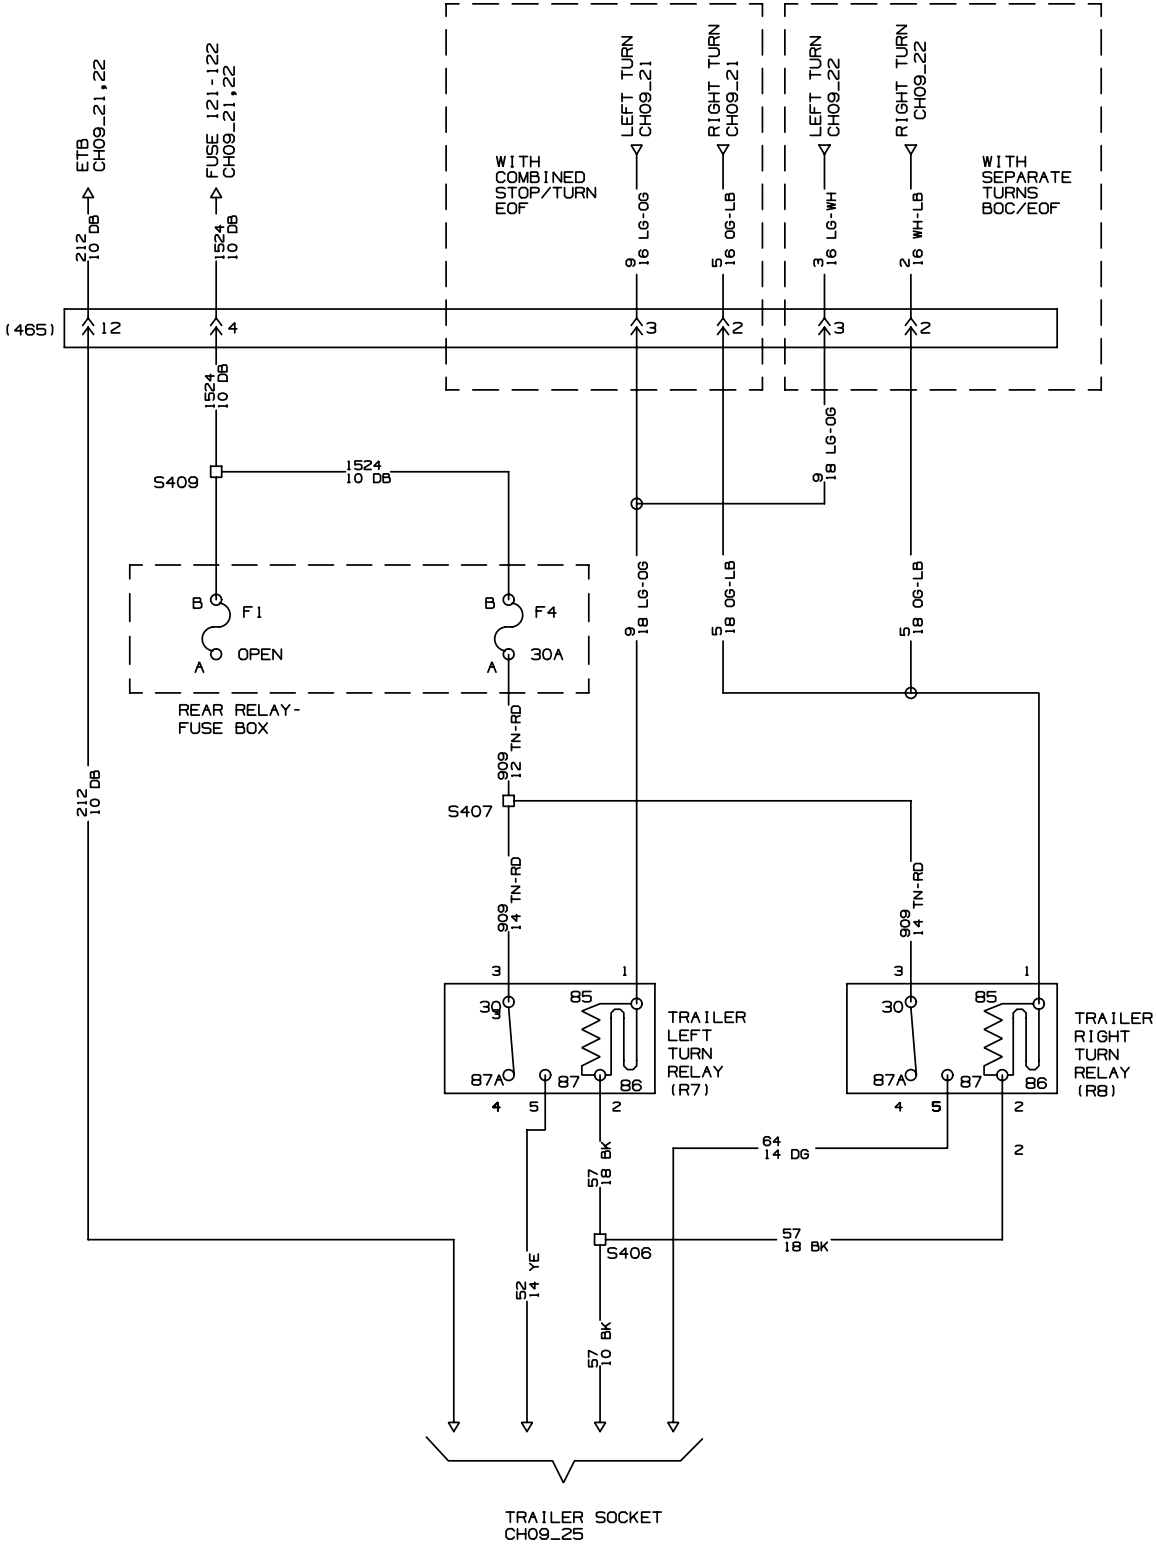 ETB
CH09_21,22
FUSE 121-122
CH09_21,22
LEFT TURN
CH09_21
RIGHT TURN
CH09_21
LEFT TURN
CH09_22
RIGHT TURN
CH09_22
WITH
COMBINED
STOP/TURN
EOF
WITH
SEPARATE
TURNS
BOC/EOF
212
10 DB
1524
10 DB
9
16 LG-OG
5
16 OG-LB
3
16 LG-WH
2
16 WH-LB
(465)
12
4
3
2
3
2
1524
10 DB
9
18 LG-OG
S409
1524
10 DB
9
18 LG-OG
5
18 OG-LB
5
18 OG-LB
B
F1
B
F4
A
OPEN
A
30A
REAR RELAY-
FUSE BOX
909
12 TN-RD
212
10 DB
S407
909
14 TN-RD
909
14 TN-RD
3
1
3
1
30
3
85
30
85
TRAILER
LEFT
TURN
RELAY
(R7)
TRAILER
RIGHT
TURN
RELAY
(R8)
87A
87
86
87A
87
86
4
5
2
4
5
2
57
18 BK
64
14 DG
2
S406
57
18 BK
52
14 YE
57
10 BK
TRAILER SOCKET
CH09_25